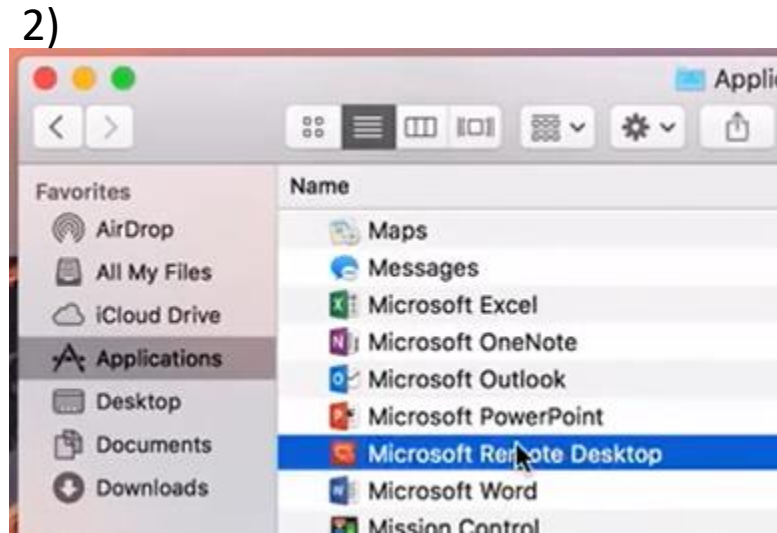 2)
Applic
Favorites
AirDrop
All My Files
iCloud Drive
Applications
Desktop
Documents
Downloads
Name
Maps
Messages
Microsoft Excel
Microsoft OneNote
Microsoft Outlook
Microsoft PowerPoint
Microsoft Remote Desktop
Microsoft Word
Mission Control